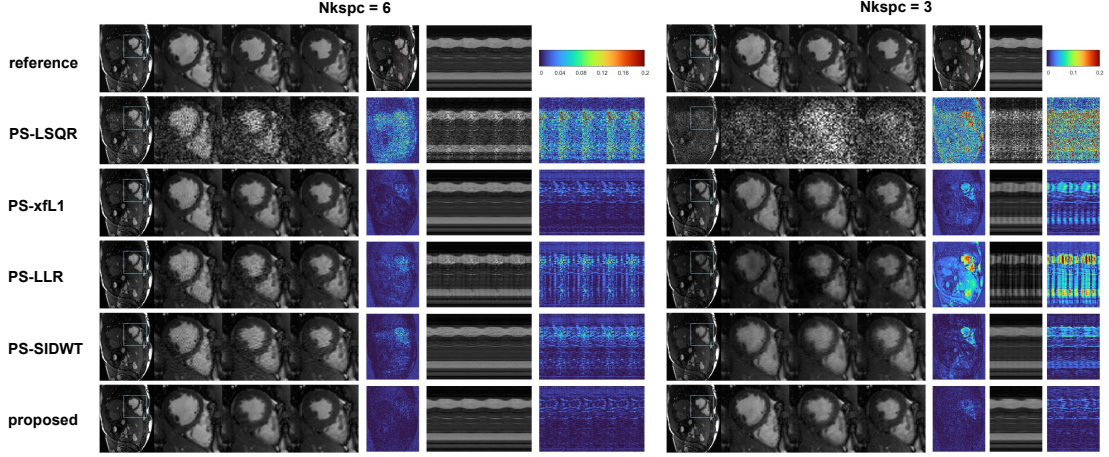 Nkspc = 6 Nkspc = 3
reference
0 0.04 0.08 0.12 0.16 0.2 0 0.1 0.2
PS-LSQR
PS-xfL1
PS-LLR
PS-SIDWT
proposed